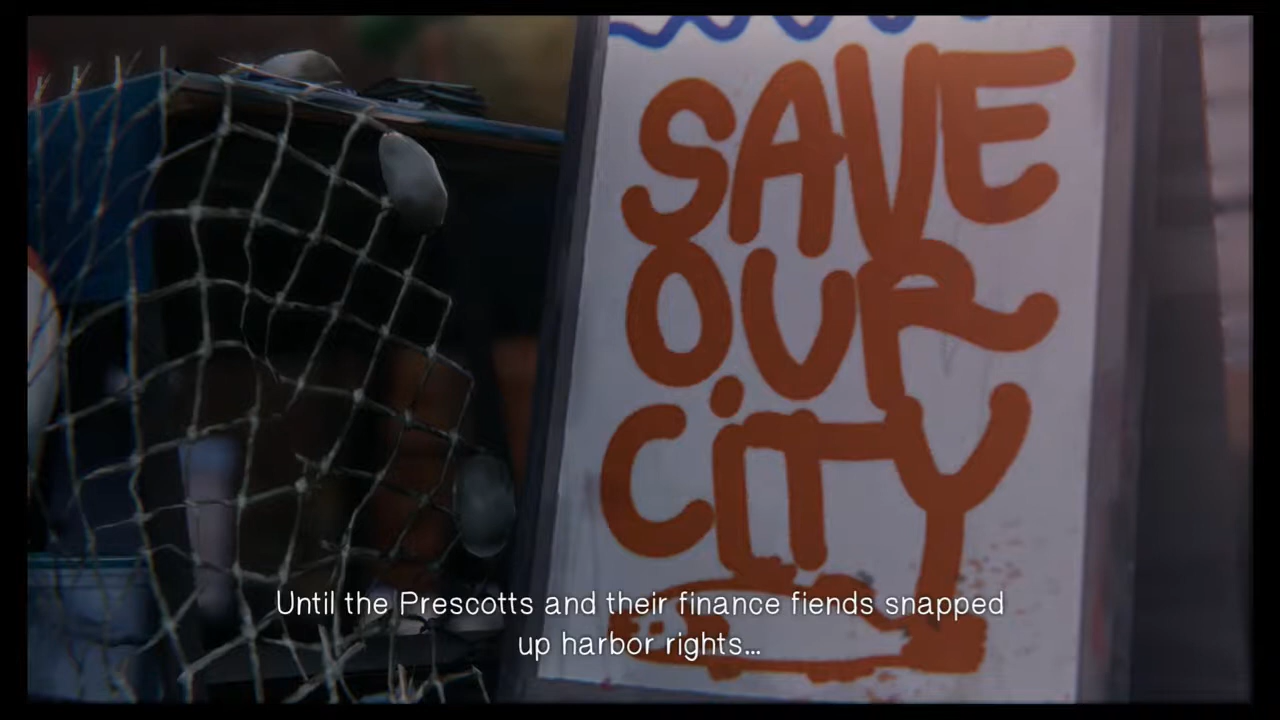 SAVE
OUR
CiTY
Until the Prescotts and their finance fiends snapped
up harbor rights...